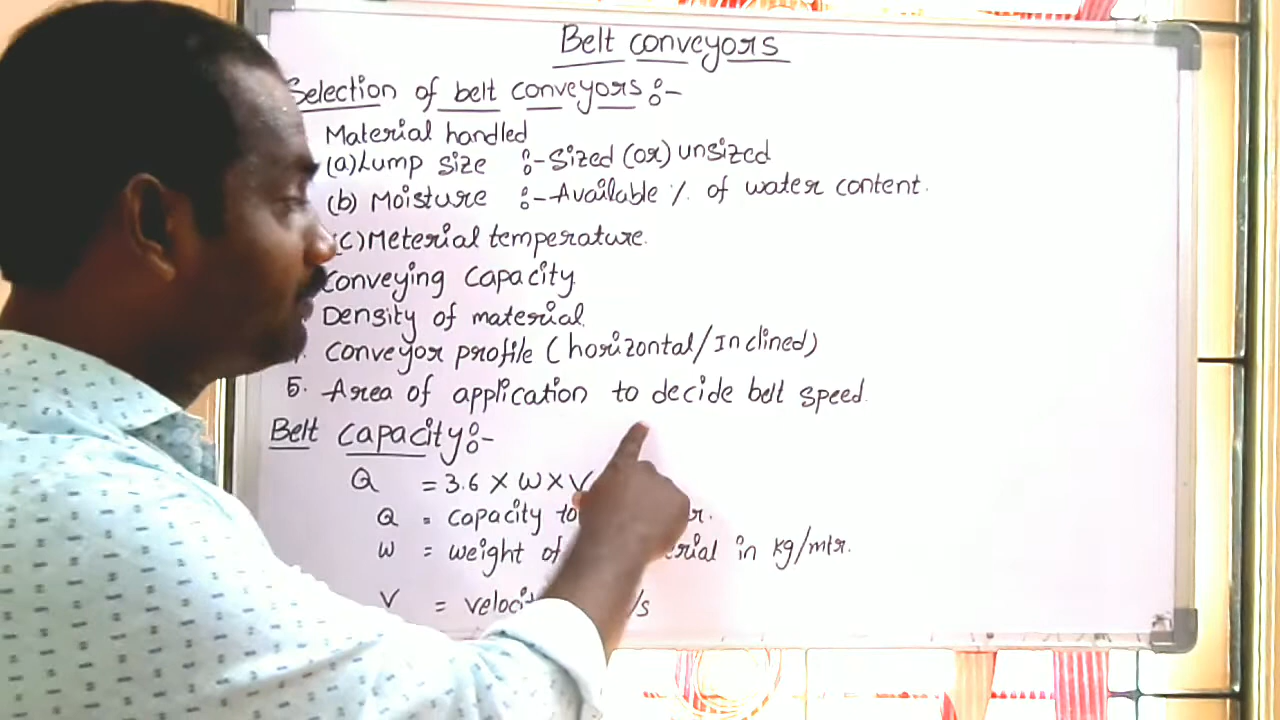 Belt conveyors
Selection of belt conveyors :-
Material handled
(a) Lump size :- Sized (or) unsized
(b) Moisture :- Available % of water content.
(c) Meterial temperature.
Conveying capacity
Density of material.
Conveyor profile (horizontal/Inclined)
5. Area of application to decide belt speed.
Belt capacity :-
Q = 3.6 X W X V
Q = capacity
W = weight of in kg/mtr.
V = /s